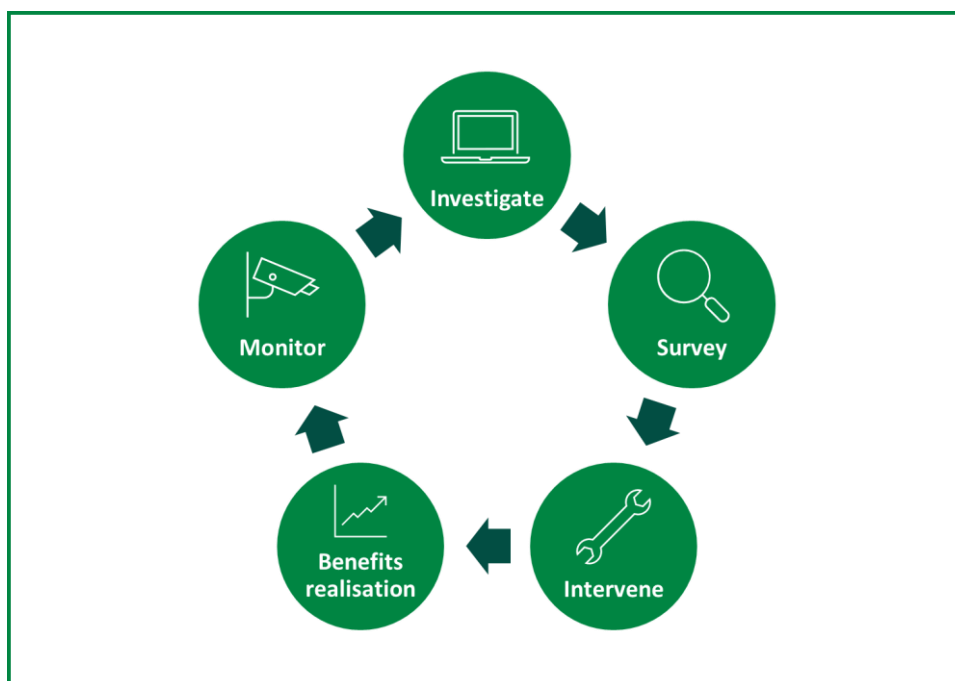 Investigate
Survey
Intervene
Benefits
realisation
Monitor